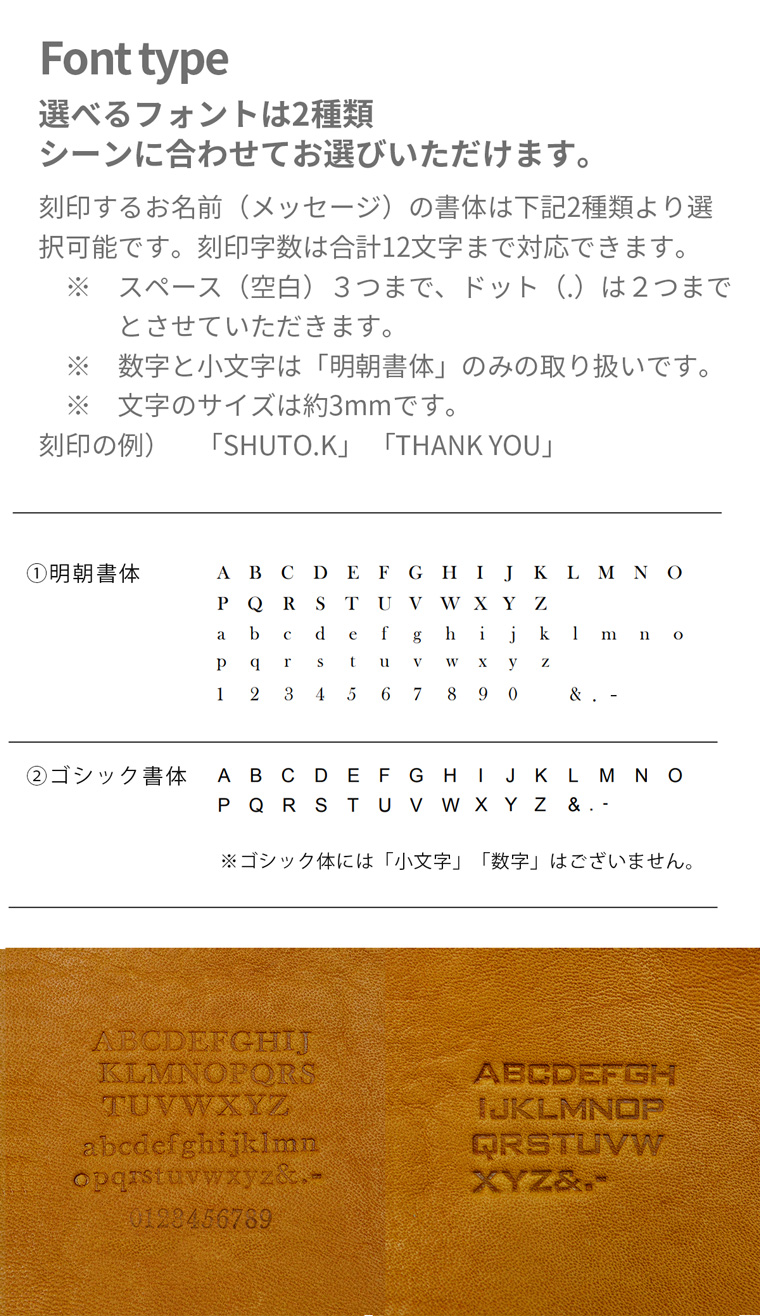 Font type
選べるフォントは2種類
シーンに合わせてお選びいただけます。
刻印するお名前（メッセージ）の書体は下記2種類より選
択可能です。刻印字数は合計12文字まで対応できます。
※　スペース（空白）３つまで、ドット（.）は２つまで
とさせていただきます。
※　数字と小文字は「明朝書体」のみの取り扱いです。
※　文字のサイズは約3mmです。
刻印の例）　「SHUTO.K」「THANK YOU」
①明朝書体
A B C D E F G H I J K L M N O
P Q R S T U V W X Y Z
a b c d e f g h i j k l m n o
p q r s t u v w x y z
1 2 3 4 5 6 7 8 9 0 & . -
②ゴシック書体
A B C D E F G H I J K L M N O
P Q R S T U V W X Y Z & . -
※ゴシック体には「小文字」「数字」はございません。
ABCDEFGHIJ
KLMNOPQRS
TUVWXYZ
abcdefghijklmn
opqrstuvwxyz&.-
0123456789
ABCDEFGH
IJKLMNOP
QRSTUVW
XYZ&.-